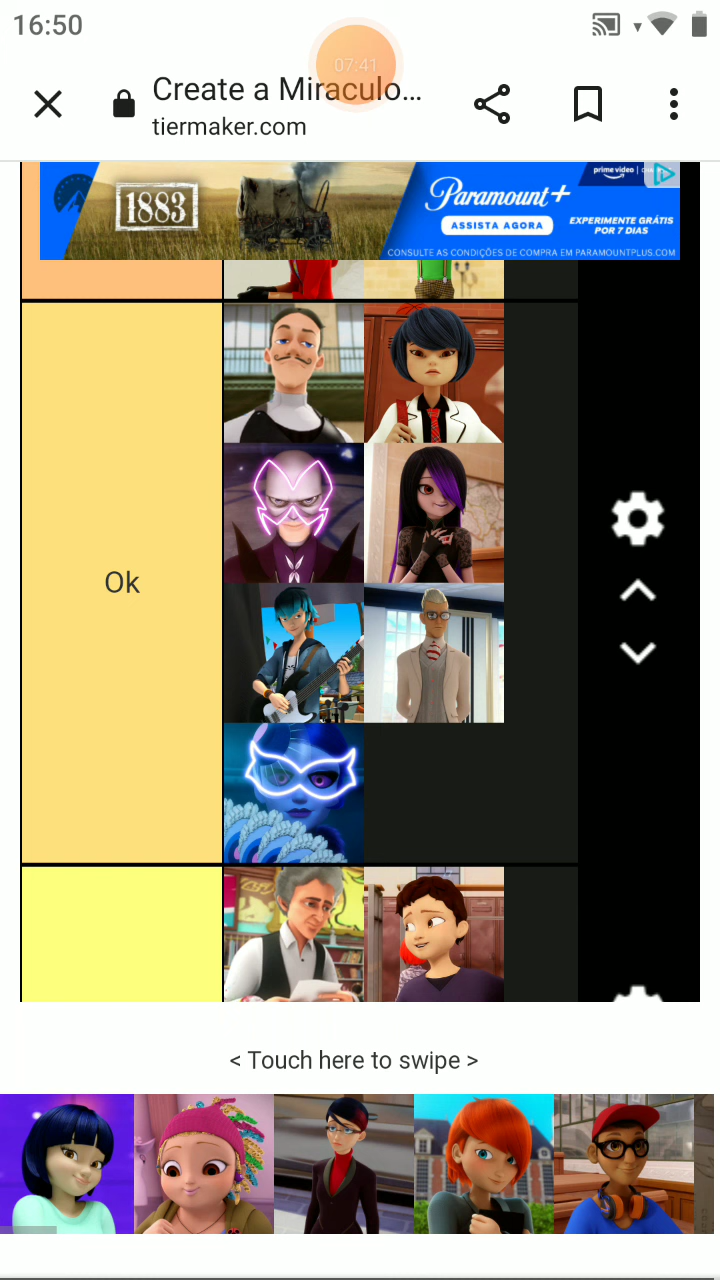 16:50
07:41
Create a Miraculo...
tiermaker.com
1883
Paramount+
prime video
ASSISTA AGORA
EXPERIMENTE GRÁTIS
POR 7 DIAS
CONSULTE AS CONDIÇÕES DE COMPRA EM PARAMOUNTPLUS.COM
Ok
< Touch here to swipe >